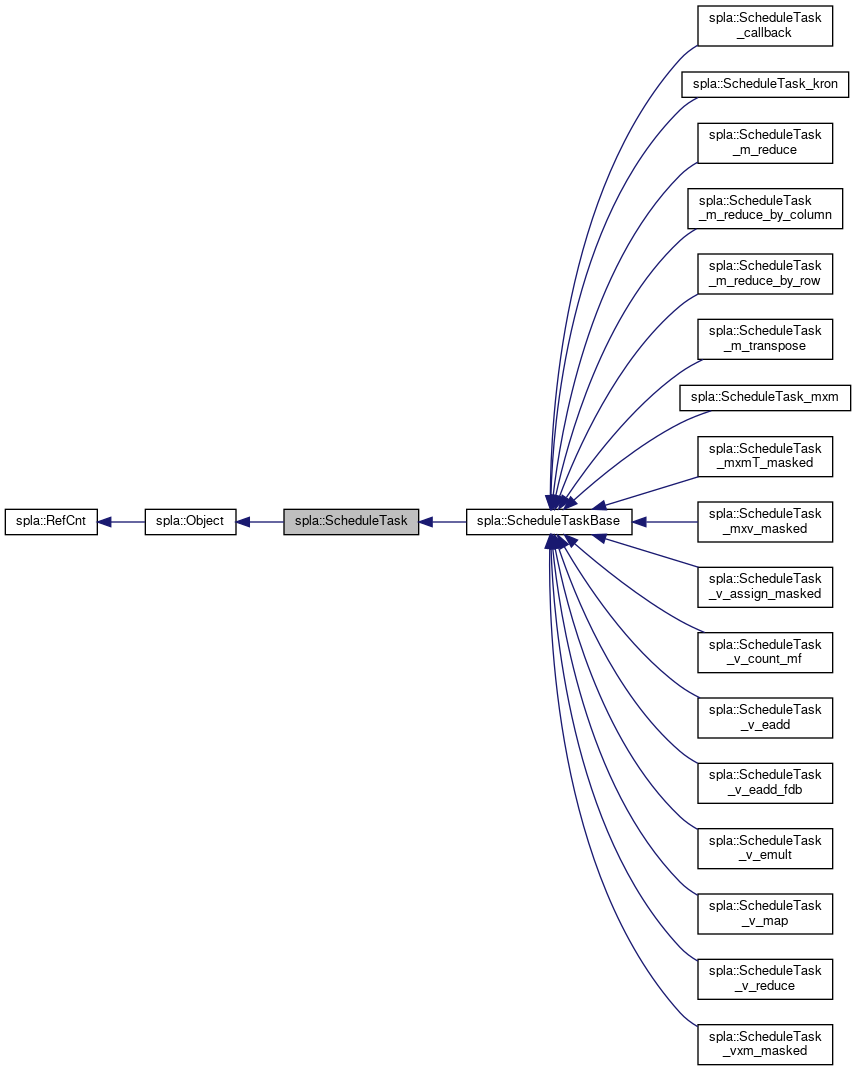 spla::ScheduleTask
_callback
spla::ScheduleTask_kron
spla::ScheduleTask
_m_reduce
spla::ScheduleTask
_m_reduce_by_column
spla::ScheduleTask
_m_reduce_by_row
spla::ScheduleTask
_m_transpose
spla::ScheduleTask_mxm
spla::ScheduleTask
_mxmT_masked
spla::RefCnt
spla::Object
spla::ScheduleTask
spla::ScheduleTaskBase
spla::ScheduleTask
_mxv_masked
spla::ScheduleTask
_v_assign_masked
spla::ScheduleTask
_v_count_mf
spla::ScheduleTask
_v_eadd
spla::ScheduleTask
_v_eadd_fdb
spla::ScheduleTask
_v_emult
spla::ScheduleTask
_v_map
spla::ScheduleTask
_v_reduce
spla::ScheduleTask
_vxm_masked